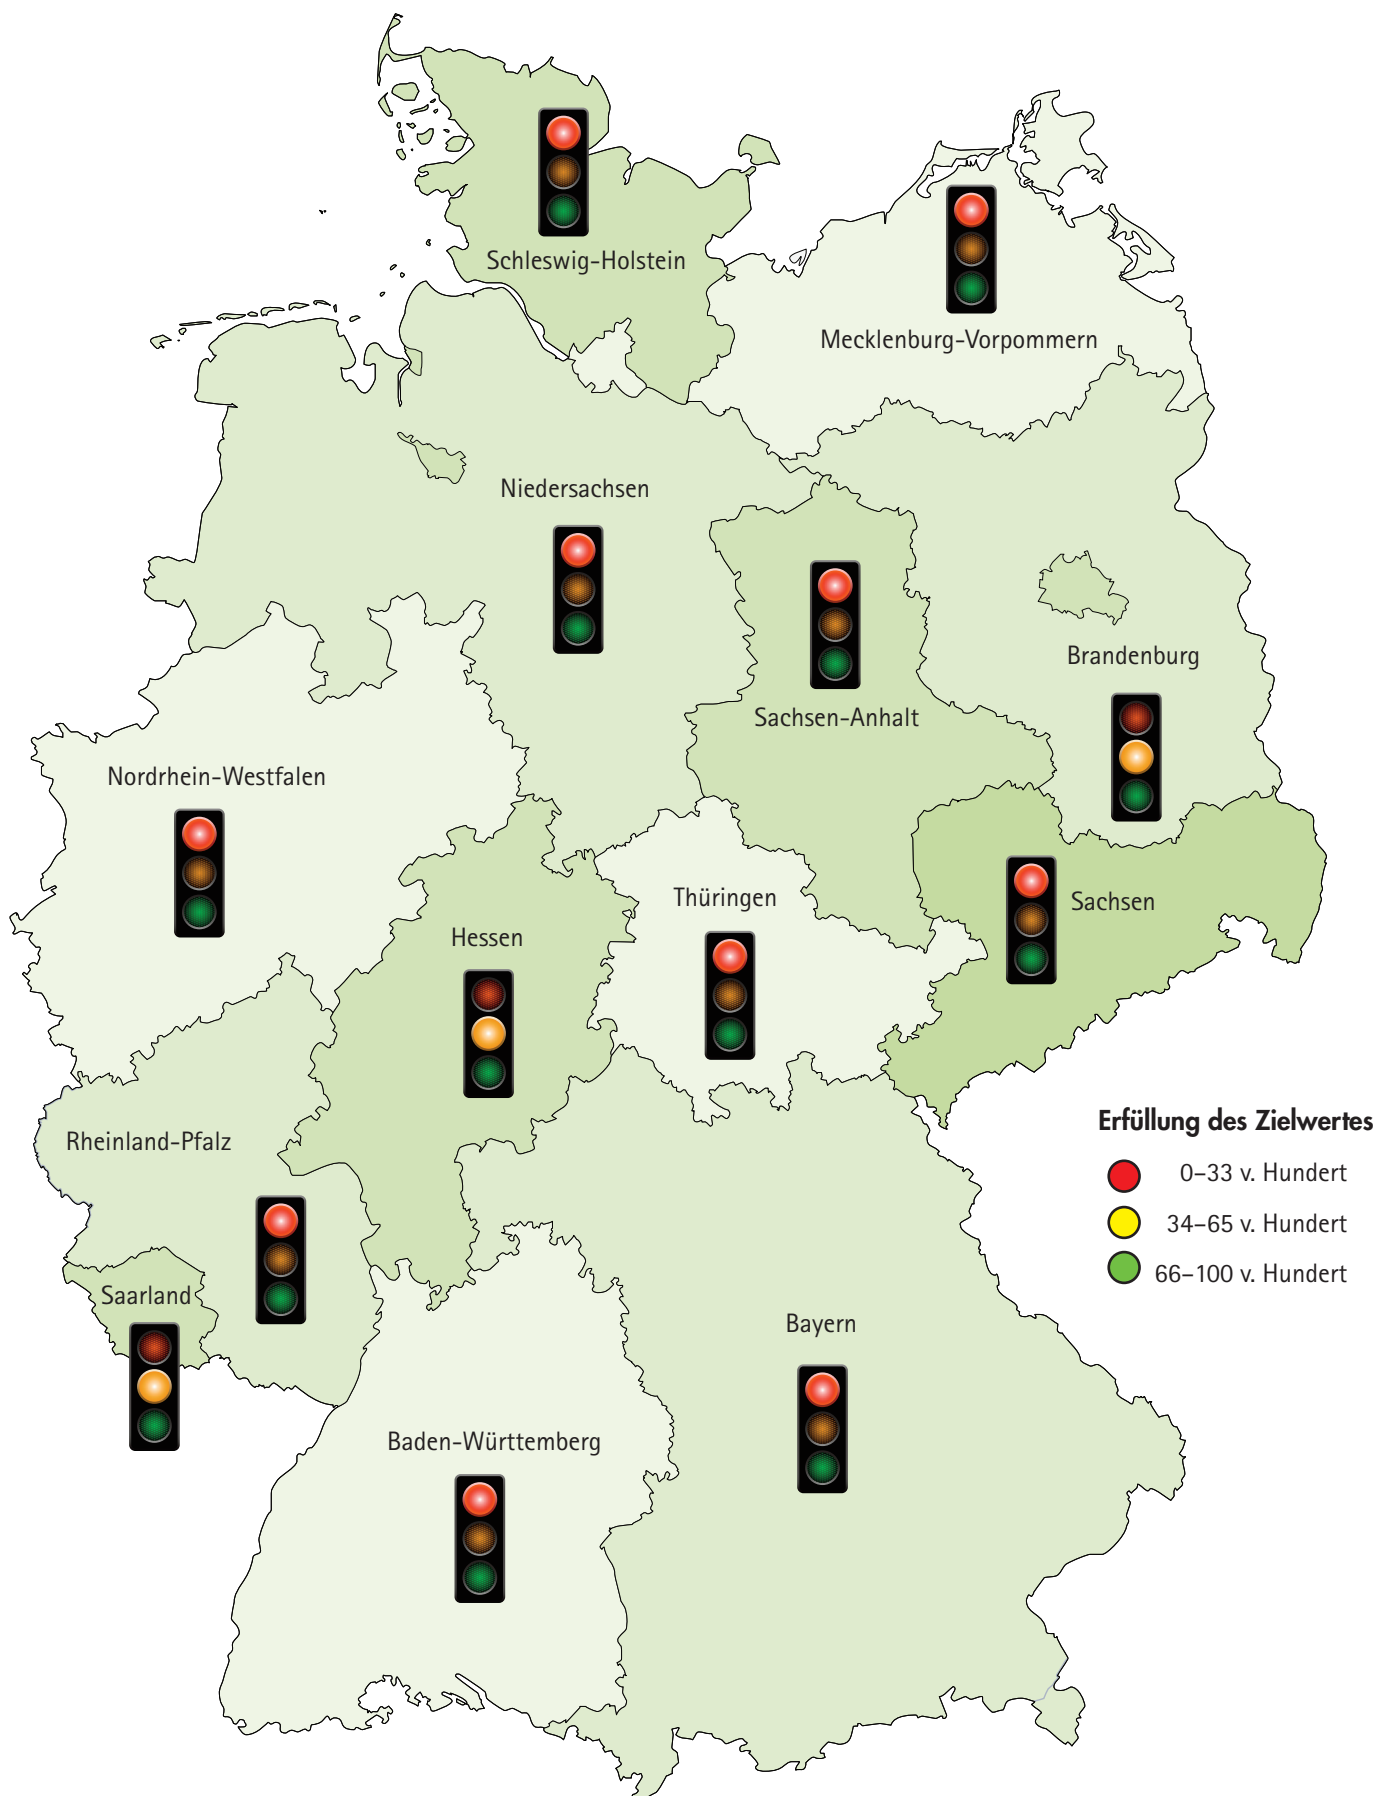 Schleswig-Holstein
Mecklenburg-Vorpommern
Niedersachsen
Brandenburg
Sachsen-Anhalt
Nordrhein-Westfalen
Thüringen
Sachsen
Hessen
Erfüllung des Zielwertes
0–33 v. Hundert
34–65 v. Hundert
66–100 v. Hundert
Rheinland-Pfalz
Saarland
Bayern
Baden-Württemberg